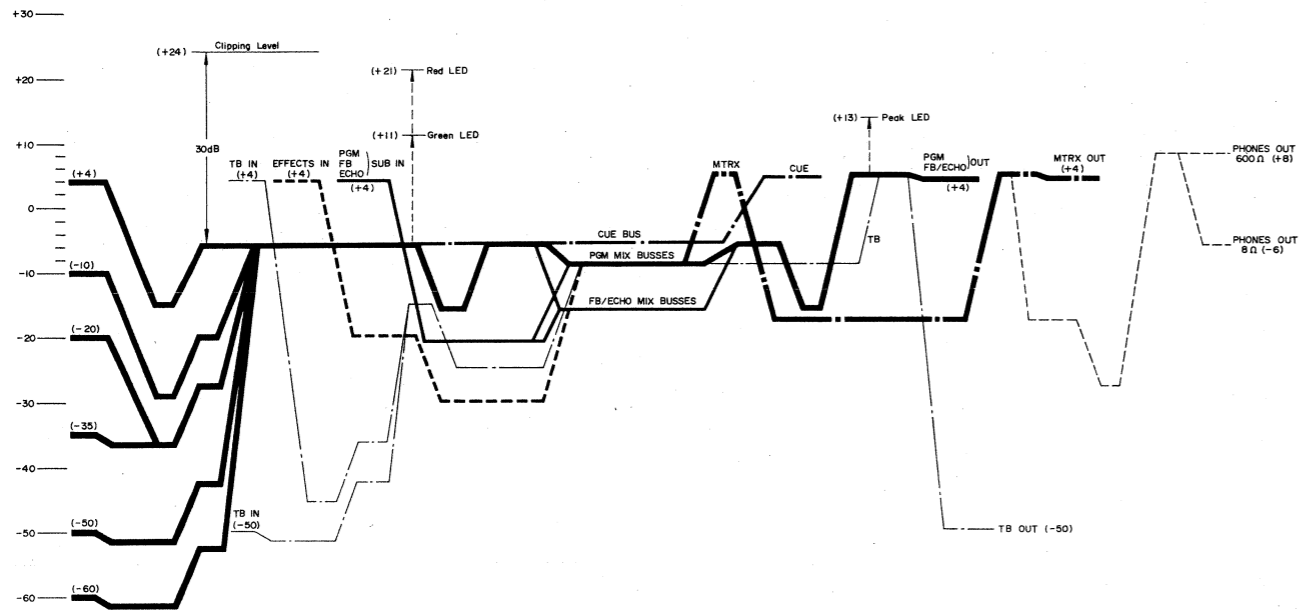 +30
(+24) Clipping Level
+20
(+21) Red LED
(+11) Green LED
(+13) Peak LED
+10
30dB
TB IN
(+4)
EFFECTS IN
(+4)
PGM
FB
ECHO
SUB IN
(+4)
MTRX
CUE
PGM
FB/ECHO
OUT
(+4)
MTRX OUT
(+4)
PHONES OUT
600Ω (+8)
(+4)
0
CUE BUS
TB
PHONES OUT
8Ω (-6)
PGM MIX BUSSES
-10
(-10)
FB/ECHO MIX BUSSES
-20
(-20)
-30
(-35)
-40
-50
(-50)
TB IN
(-50)
TB OUT (-50)
-60
(-60)